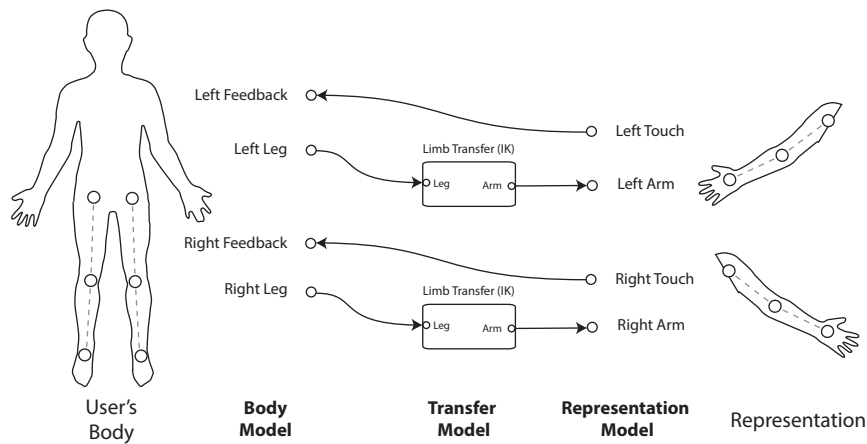 Left Feedback
Left Touch
Left Leg
Limb Transfer (IK)
Leg
Arm
Left Arm
Right Feedback
Right Touch
Right Leg
Limb Transfer (IK)
Leg
Arm
Right Arm
User's
Body
Body
Model
Transfer
Model
Representation
Model
Representation